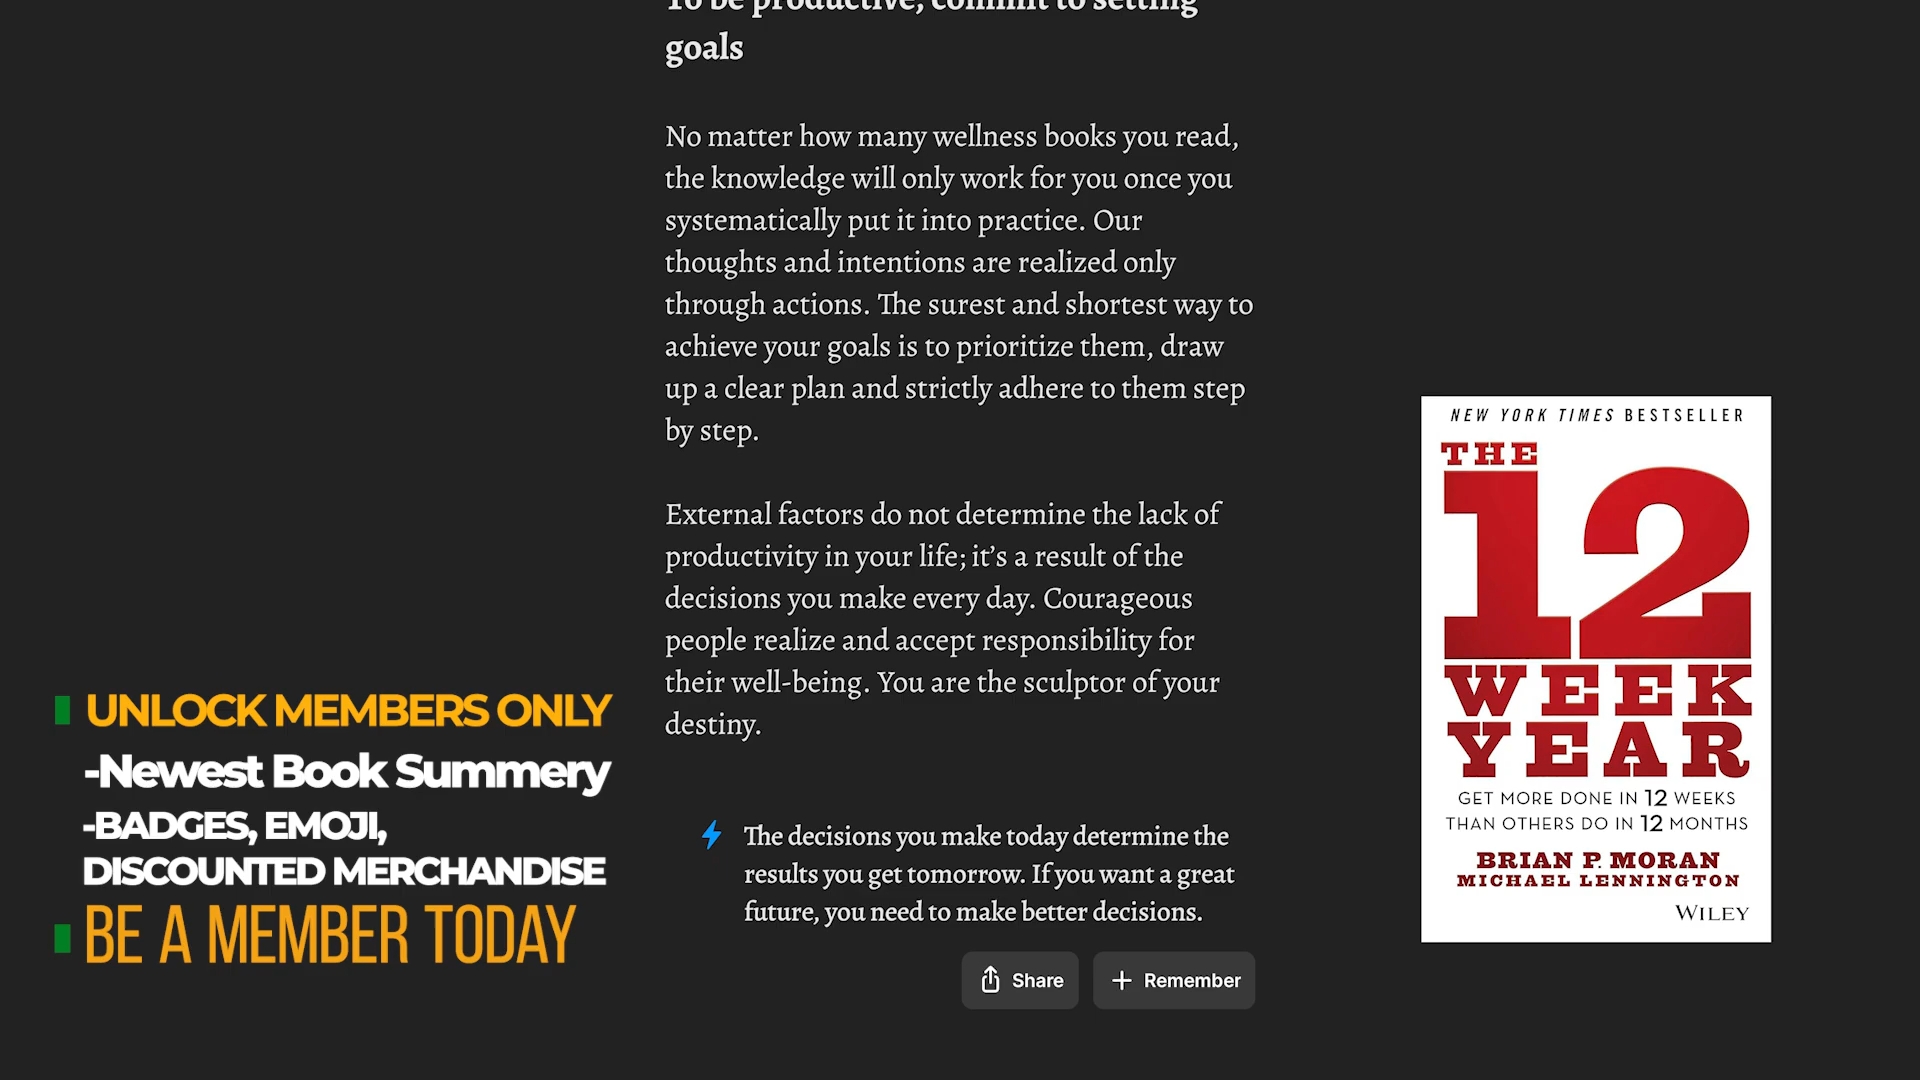 To be productive, commit to setting
goals
No matter how many wellness books you read,
the knowledge will only work for you once you
systematically put it into practice. Our
thoughts and intentions are realized only
through actions. The surest and shortest way to
achieve your goals is to prioritize them, draw
up a clear plan and strictly adhere to them step
by step.
External factors do not determine the lack of
productivity in your life; it’s a result of the
decisions you make every day. Courageous
people realize and accept responsibility for
their well-being. You are the sculptor of your
destiny.
The decisions you make today determine the
results you get tomorrow. If you want a great
future, you need to make better decisions.
Share
Remember
UNLOCK MEMBERS ONLY
-Newest Book Summery
-BADGES, EMOJI,
DISCOUNTED MERCHANDISE
BE A MEMBER TODAY
NEW YORK TIMES BESTSELLER
THE
12
WEEK
YEAR
GET MORE DONE IN 12 WEEKS
THAN OTHERS DO IN 12 MONTHS
BRIAN P. MORAN
MICHAEL LENNINGTON
WILEY